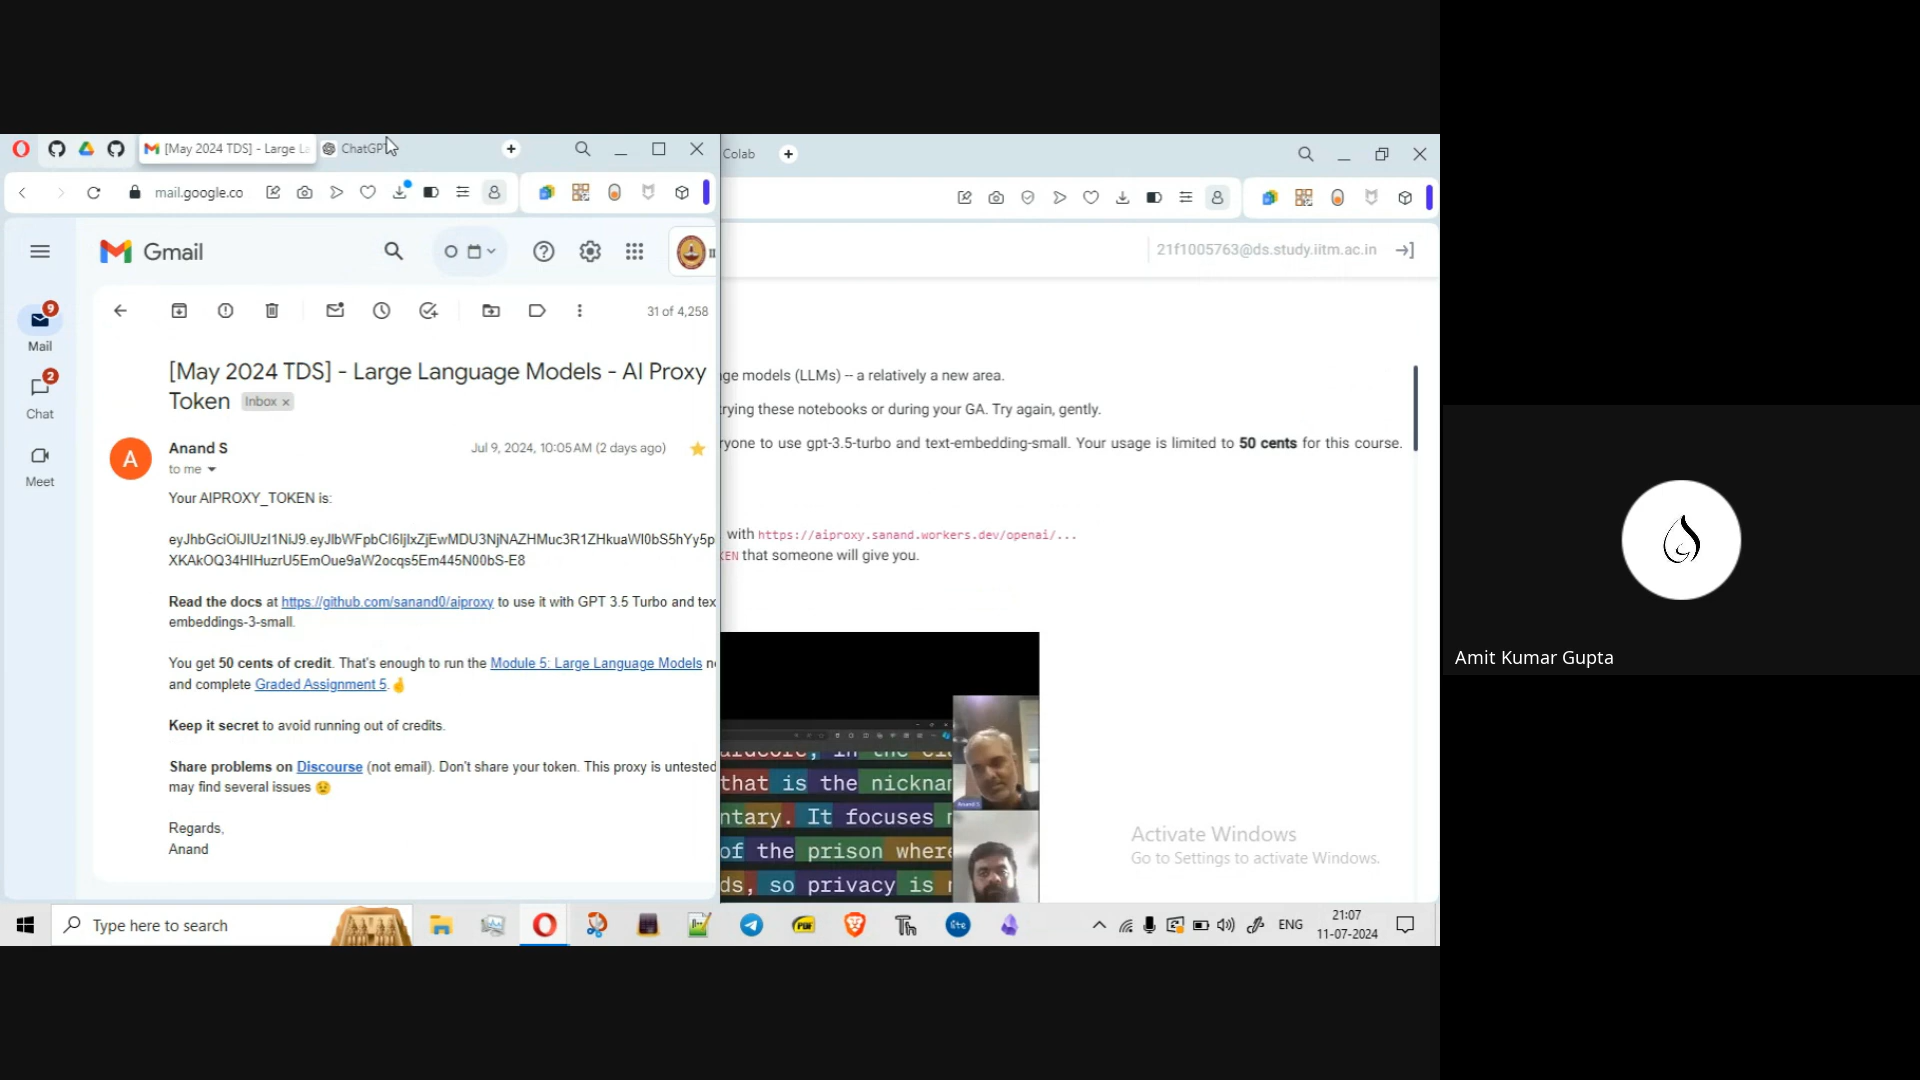 [May 2024 TDS] - Large La
ChatGPT
Colab
mail.google.co
Gmail
21f1005763@ds.study.iitm.ac.in
9
Mail
2
Chat
Meet
31 of 4,258
[May 2024 TDS] - Large Language Models - AI Proxy
Token Inbox ×
A
Anand S
Jul 9, 2024, 10:05 AM (2 days ago)
to me
Your AIPROXY_TOKEN is:
Read the docs at https://github.com/sanand0/aiproxy to use it with GPT 3.5 Turbo and tex
embeddings-3-small.
You get 50 cents of credit. That's enough to run the Module 5: Large Language Models
and complete Graded Assignment 5.
Keep it secret to avoid running out of credits.
Share problems on Discourse (not email). Don't share your token. This proxy is untested
may find several issues
Regards,
Anand
ge models (LLMs) -- a relatively a new area.
rying these notebooks or during your GA. Try again, gently.
yone to use gpt-3.5-turbo and text-embedding-small. Your usage is limited to 50 cents for this course.
with https://aiproxy.sanand.workers.dev/openai/...
KEN that someone will give you.
that is the nicknam
ntary. It focuses
of the prison where
ds, so privacy is
Anand S
Activate Windows
Go to Settings to activate Windows.
Amit Kumar Gupta
Type here to search
ENG
21:07
11-07-2024